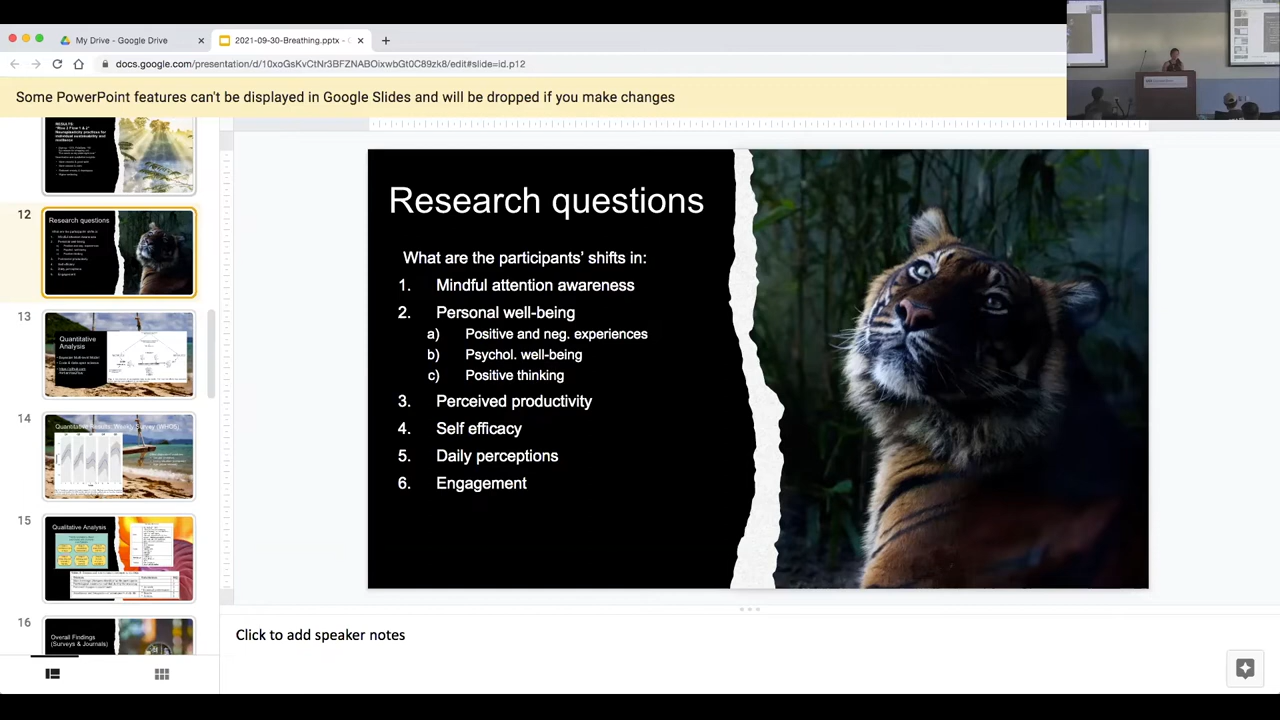 My Drive - Google Drive
2021-09-30-Breathing.pptx -
docs.google.com/presentation/d/10xoGsKvCtNr3BFZNABOixwbGt0C89zk8/edit#slide=id.p12
Some PowerPoint features can't be displayed in Google Slides and will be dropped if you make changes
RESULTS
12
Research questions
13
Quantitative
Analysis
14
15
Qualitative Analysis
16
Overall Findings
(Surveys & Journals)
Research questions
What are the participants' shifts in:
1. Mindful attention awareness
2. Personal well-being
a) Positive and neg. experiences
b) Psych. well-being
c) Positive thinking
3. Perceived productivity
4. Self efficacy
5. Daily perceptions
6. Engagement
Click to add speaker notes